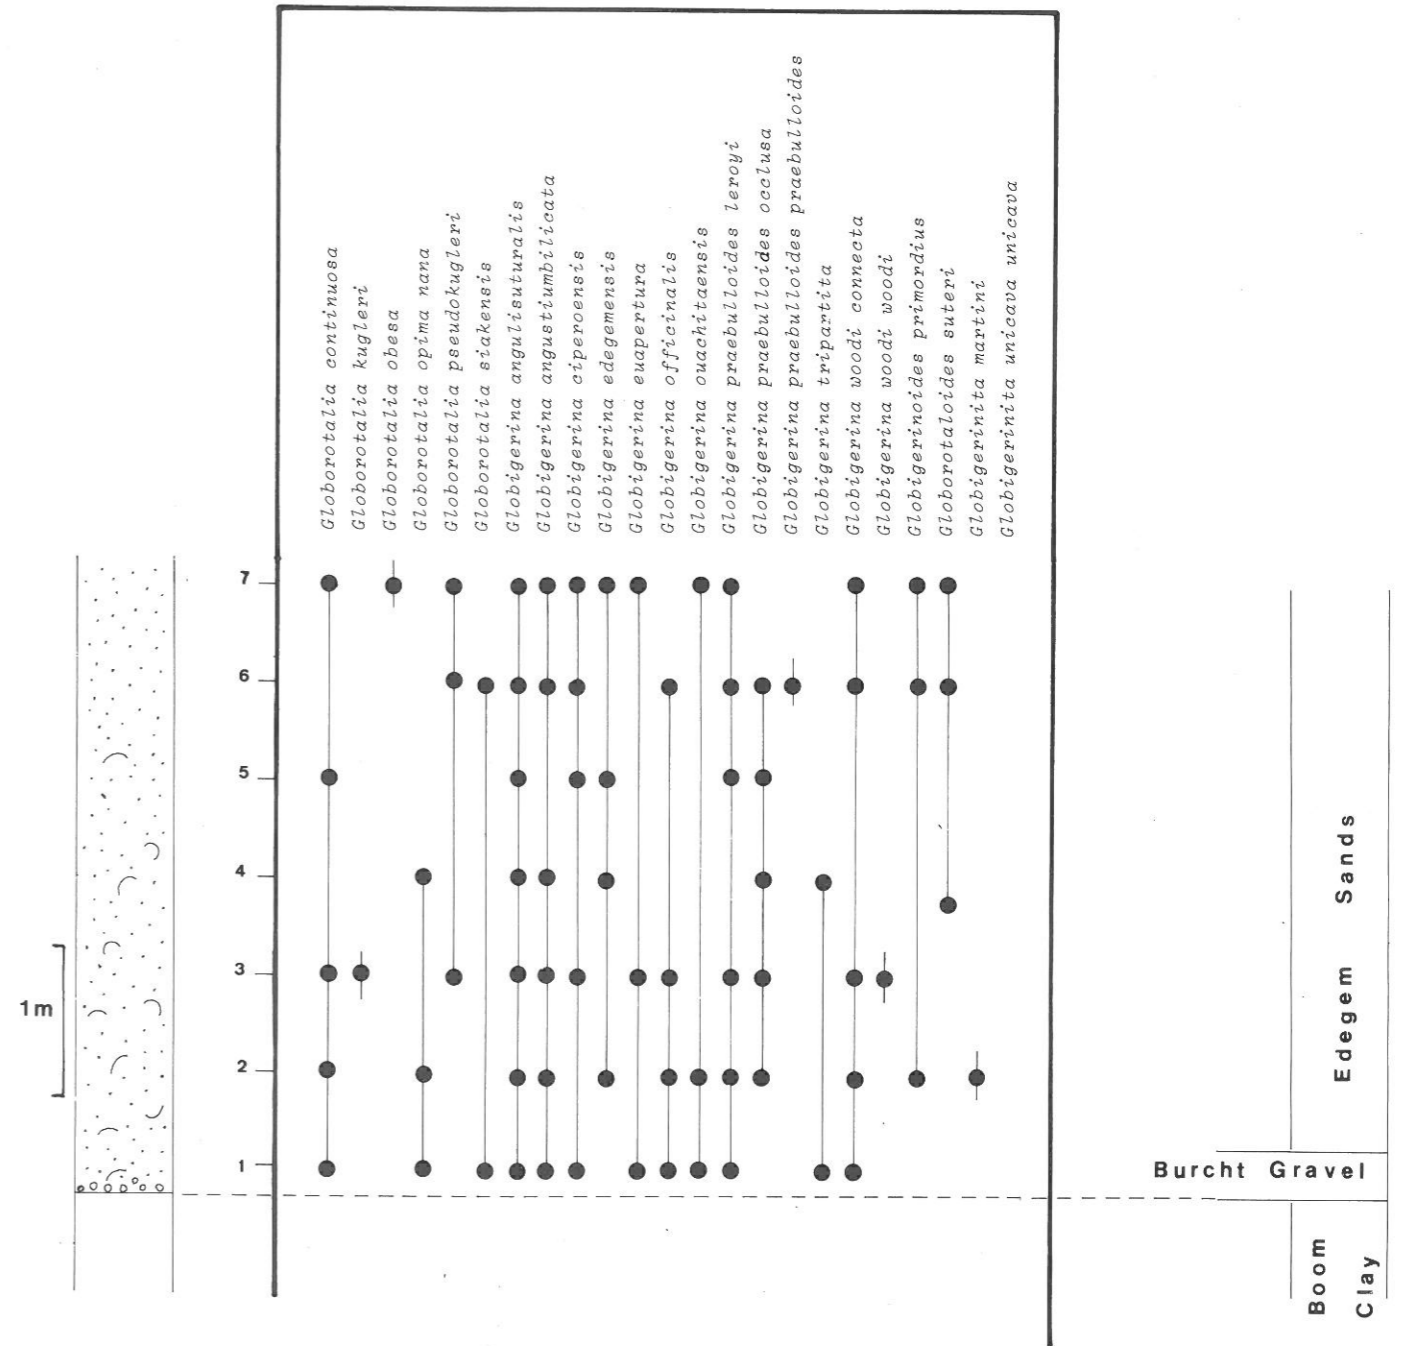 Globorotalia continuosa
Globorotalia kugleri
Globorotalia obesa
Globorotalia opima nana
Globorotalia pseudokugleri
Globorotalia siakensis
Globigerina angulisuturalis
Globigerina angustiumbilicata
Globigerina ciperoensis
Globigerina edegemensis
Globigerina euapertura
Globigerina officinalis
Globigerina ouachitaensis
Globigerina praebulloides leroyi
Globigerina praebulloides occlusa
Globigerina praebulloides praebulloides
Globigerina tripartita
Globigerina woodi connecta
Globigerina woodi woodi
Globigerinoides primordius
Globorotaloides suteri
Globigerinita martini
Globigerinita unicava unicava
7
6
5
4
3
2
1
1m
Edegem Sands
Burcht Gravel
Boom
Clay